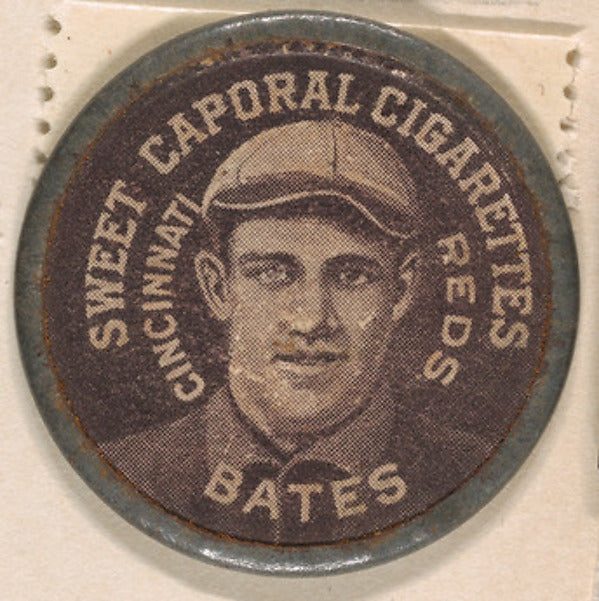 SWEET CAPORAL CIGARETTES
CINCINNATI
REDS
BATES